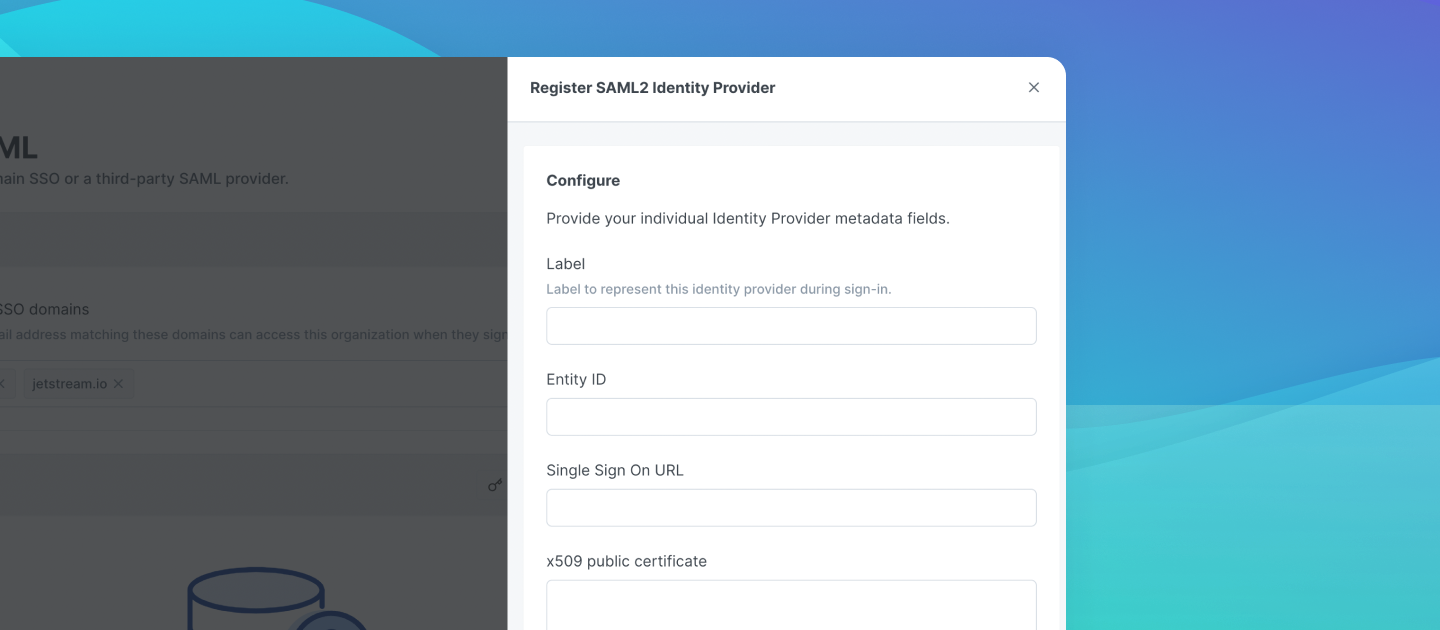 Register SAML2 Identity Provider
ML
SSO or a third-party SAML provider.
Configure
Provide your individual Identity Provider metadata fields.
Label
Label to represent this identity provider during sign-in.
SSO domains
address matching these domains can access this organization when they sign
jetstream.io
Entity ID
Single Sign On URL
x509 public certificate